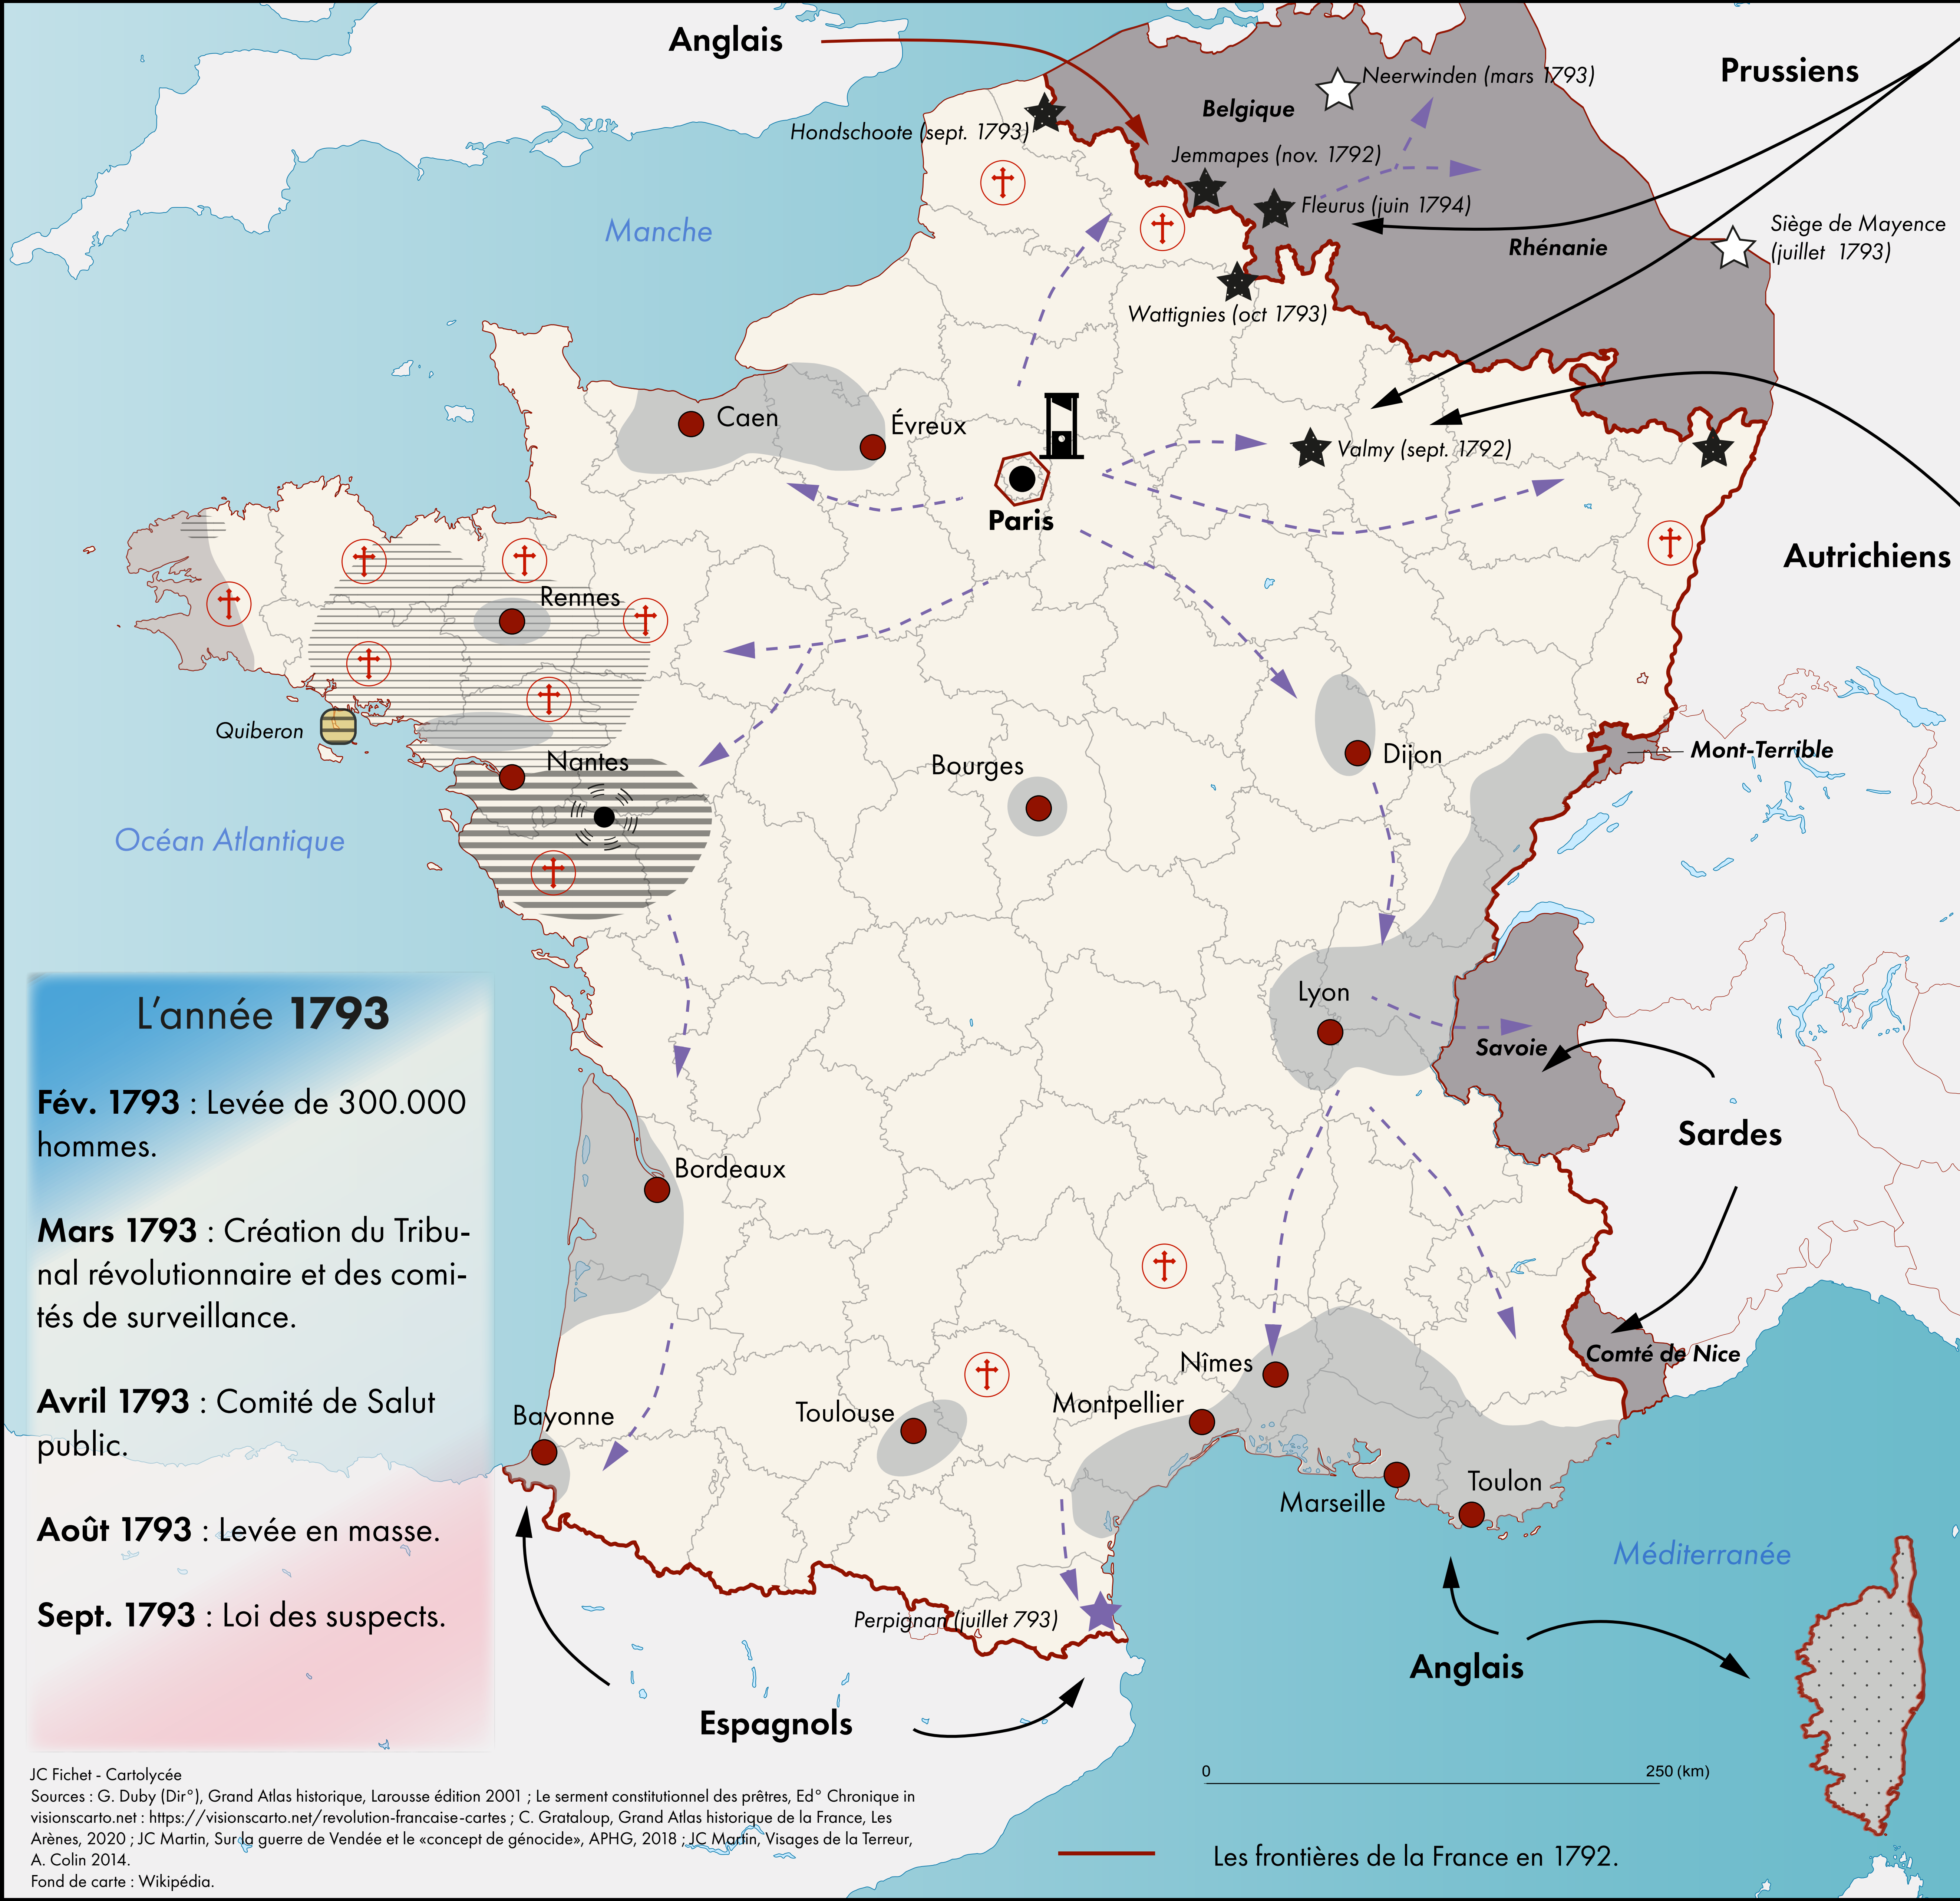 Anglais
Prussiens
Neerwinden (mars 1793)
Belgique
Hondschoote (sept. 1793)
Jemmapes (nov. 1792)
Fleurus (juin 1794)
Siège de Mayence
(juillet 1793)
Rhénanie
Manche
Wattignies (oct 1793)
Caen
Évreux
Valmy (sept. 1792)
Paris
Autrichiens
Rennes
Quiberon
Nantes
Bourges
Dijon
Mont-Terrible
Océan Atlantique
Lyon
Savoie
Sardes
L'année 1793
Fév. 1793 : Levée de 300.000
hommes.
Mars 1793 : Création du Tribu-
nal révolutionnaire et des comi-
tés de surveillance.
Avril 1793 : Comité de Salut
public.
Août 1793 : Levée en masse.
Sept. 1793 : Loi des suspects.
Bordeaux
Comté de Nice
Nîmes
Montpellier
Toulouse
Bayonne
Marseille
Toulon
Méditerranée
Perpignan (juillet 793)
Anglais
Espagnols
0 250 (km)
Les frontières de la France en 1792.
JC Fichet - Cartolycée
Sources : G. Duby (Dir°), Grand Atlas historique, Larousse édition 2001 ; Le serment constitutionnel des prêtres, Ed° Chronique in
visionscarto.net : https://visionscarto.net/revolution-francaise-cartes ; C. Grataloup, Grand Atlas historique de la France, Les
Arènes, 2020 ; JC Martin, Sur la guerre de Vendée et le «concept de génocide», APHG, 2018 ; JC Martin, Visages de la Terreur,
A. Colin 2014.
Fond de carte : Wikipédia.